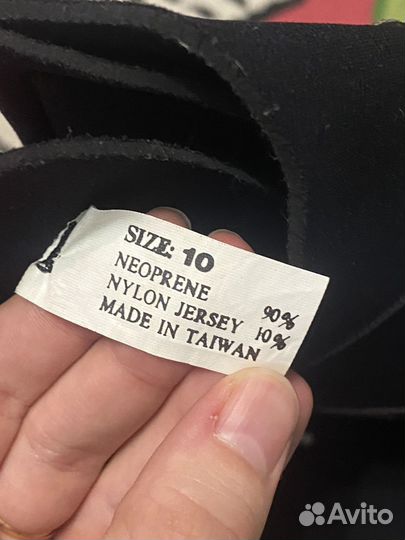 SIZE: 10
NEOPRENE 90%
NYLON JERSEY 10%
MADE IN TAIWAN
Avito